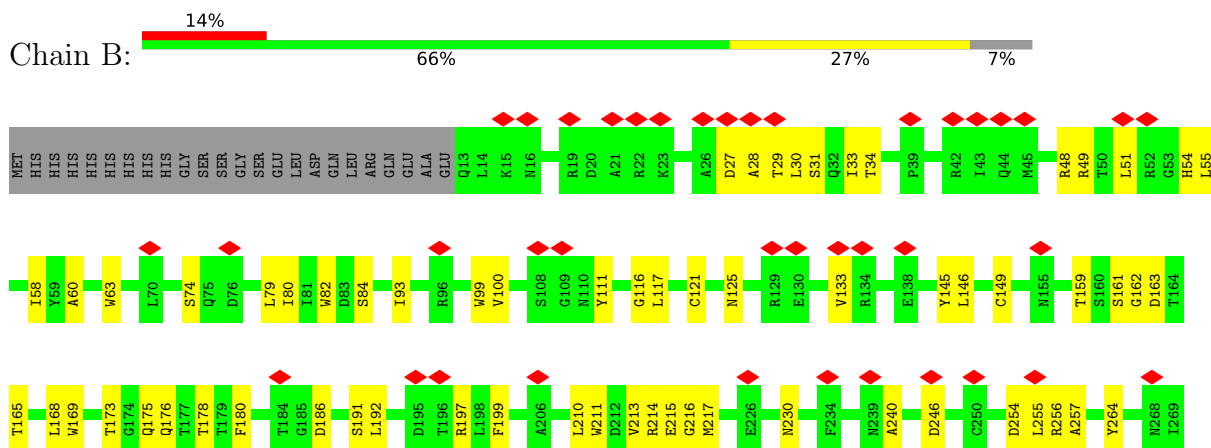 14%
Chain B:
66% 27% 7%
MET HIS HIS HIS HIS HIS HIS HIS HIS GLY SER SER GLY SER GLU LEU ASP GLN LEU ARG GLN GLU ALA GLU Q13 L14 K15 N16 R19 D20 A21 R22 K23 A26 D27 A28 T29 L30 S31 Q32 I33 T34 P39 R42 I43 Q44 M45 R48 R49 T50 L51 R52 G53 H54 L55
I58 Y59 A60 W63 L70 S74 Q75 D76 L79 I80 I81 W82 D83 S84 I93 R96 W99 V100 S108 G109 N110 Y111 G116 L117 C121 N125 R129 E130 V133 R134 E138 Y145 L146 C149 N155 T159 S160 S161 G162 D163 T164
T165 L168 W169 T173 G174 Q175 Q176 T177 T178 T179 F180 T184 G185 D186 S191 L192 D195 T196 R197 L198 F199 A206 L210 W211 D212 V213 R214 E215 G216 M217 E226 N230 F234 N239 A240 D246 C250 D254 L255 R256 A257 Y264 N268 I269